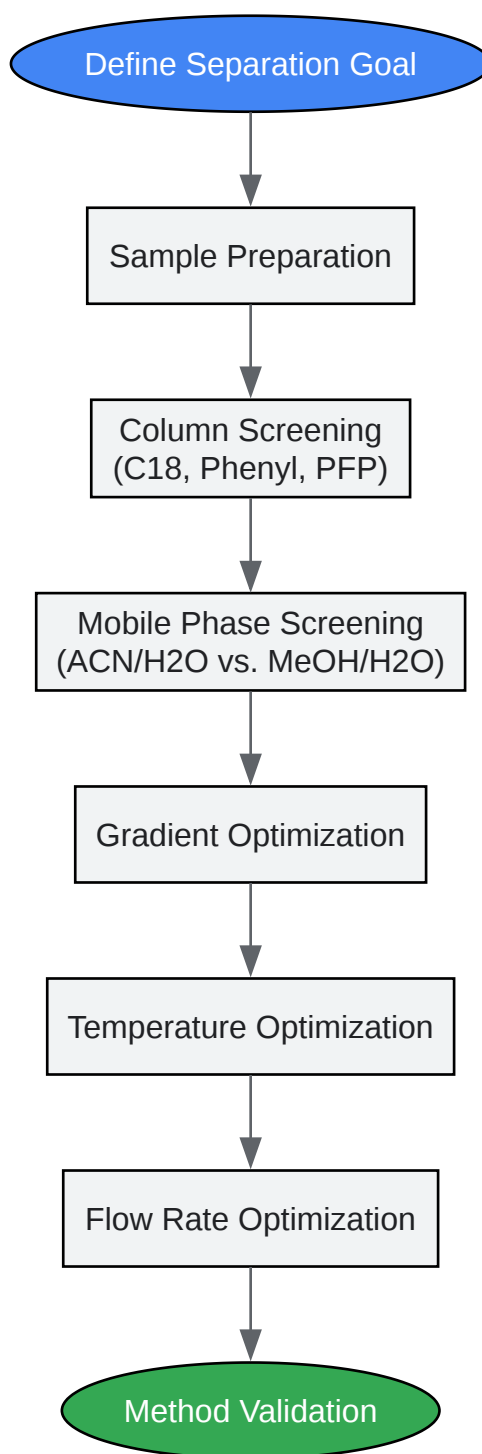 Define Separation Goal
Sample Preparation
Column Screening
(C18, Phenyl, PFP)
Mobile Phase Screening
(ACN/H2O vs. MeOH/H2O)
Gradient Optimization
Temperature Optimization
Flow Rate Optimization
Method Validation